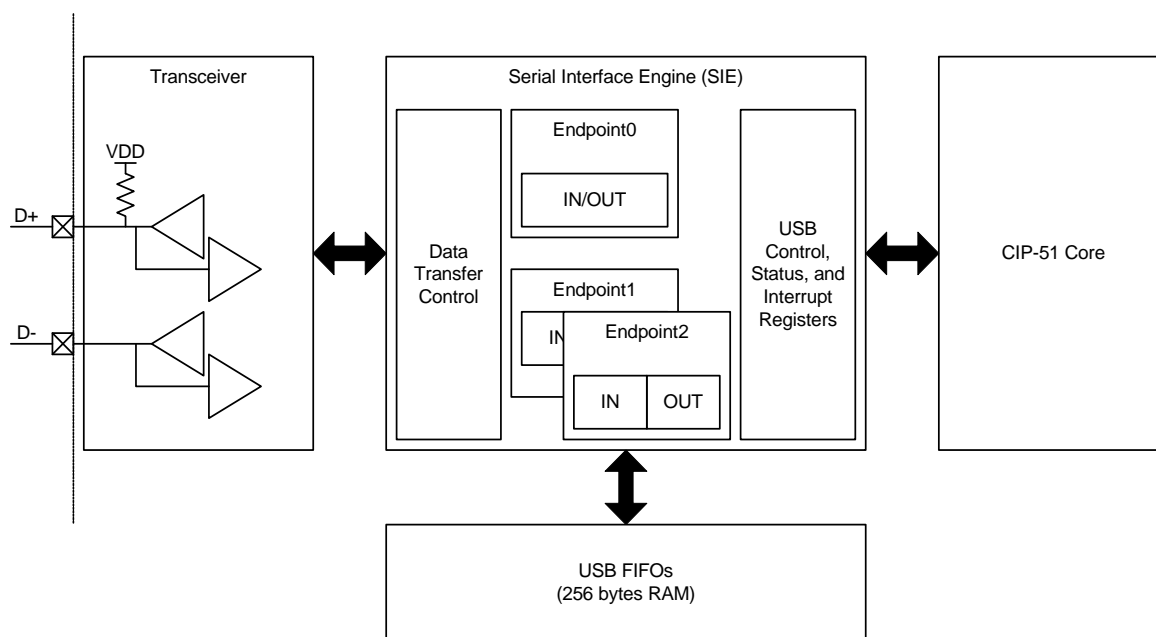 Transceiver
VDD
D+
D-
Serial Interface Engine (SIE)
Data
Transfer
Control
Endpoint0
IN/OUT
Endpoint1
IN
Endpoint2
IN
OUT
USB
Control,
Status, and
Interrupt
Registers
CIP-51 Core
USB FIFOs
(256 bytes RAM)